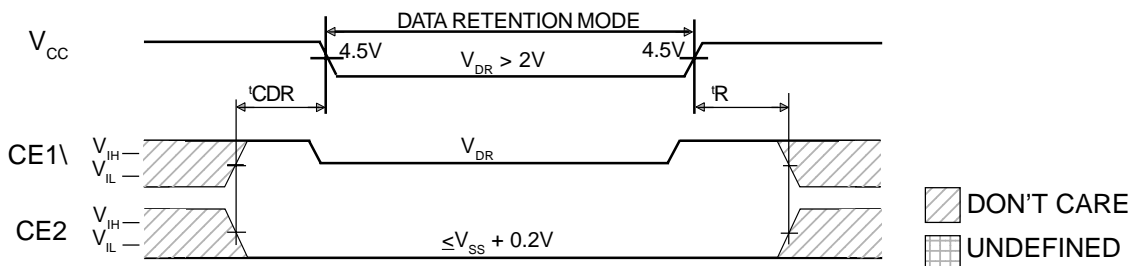 DATA RETENTION MODE
VCC
4.5V
VDR > 2V
4.5V
tCDR
tR
CE1\
VIH
VIL
VDR
CE2
VIH
VIL
≤VSS + 0.2V
DON'T CARE
UNDEFINED